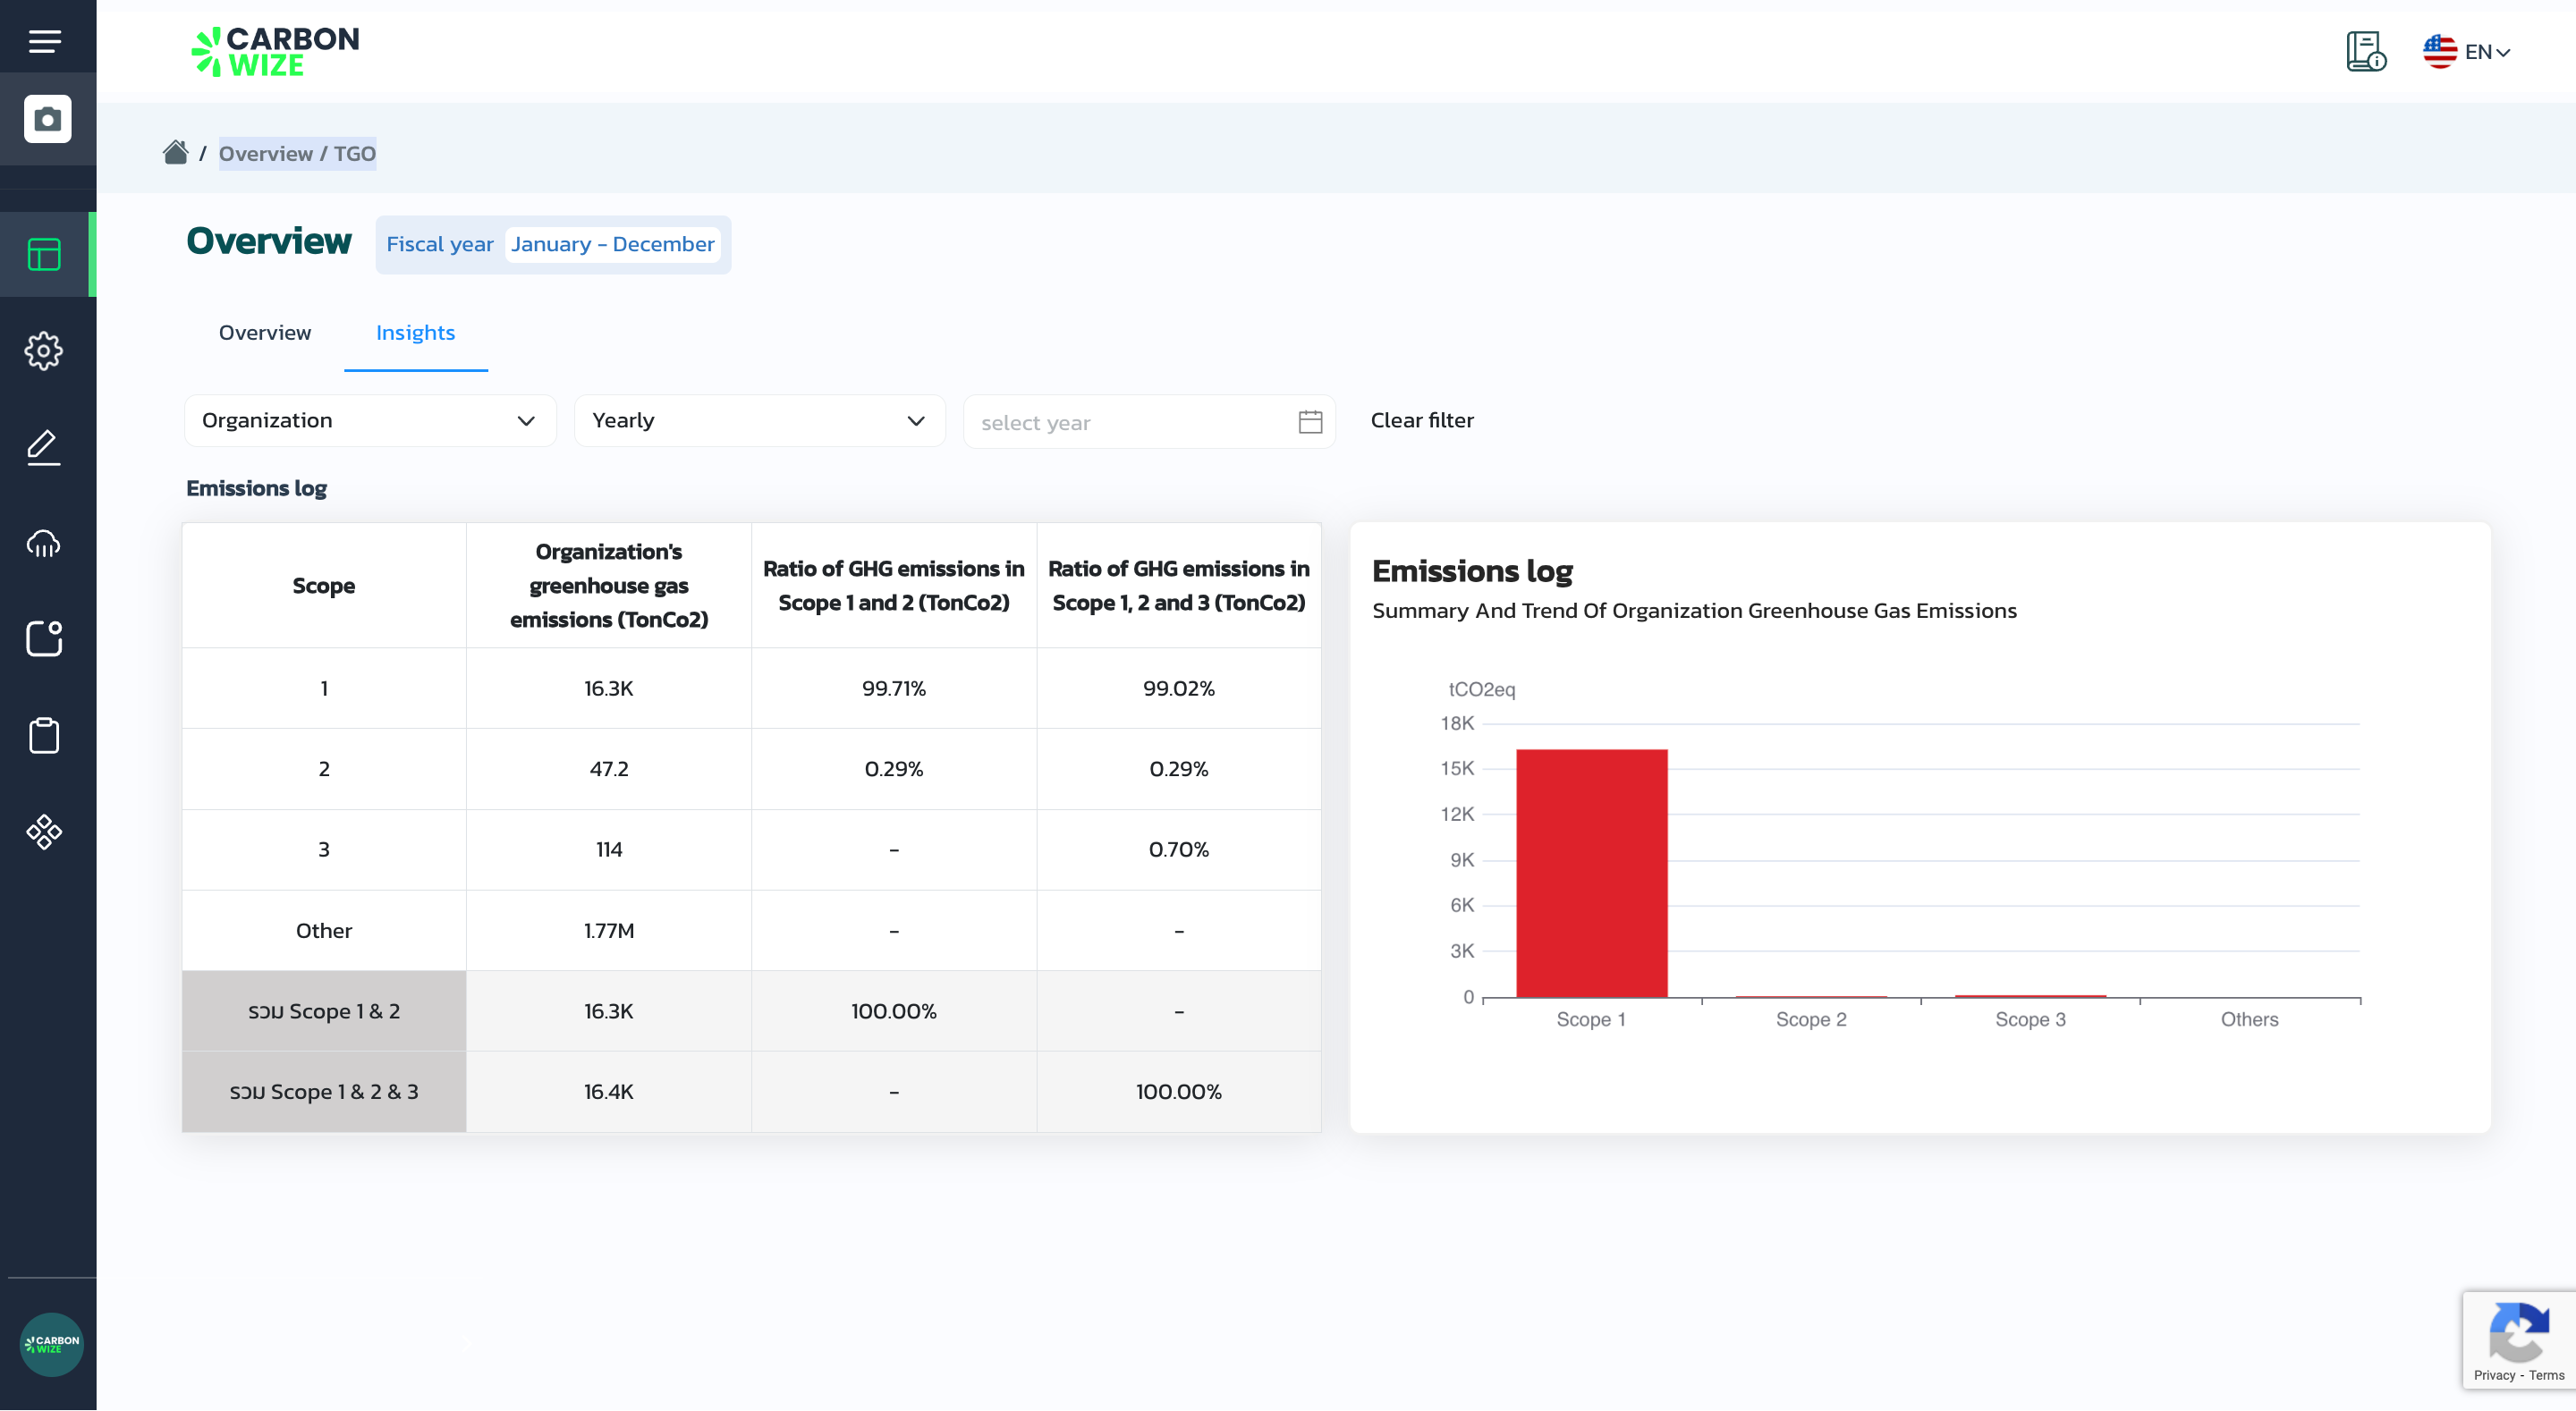 CARBON
WIZE
EN
/ Overview / TGO
Overview
Fiscal year January - December
Overview Insights
Organization Yearly select year Clear filter
Emissions log
Scope
Organization's
greenhouse gas
emissions (TonCo2)
Ratio of GHG emissions in
Scope 1 and 2 (TonCo2)
Ratio of GHG emissions in
Scope 1, 2 and 3 (TonCo2)
1 16.3K 99.71% 99.02%
2 47.2 0.29% 0.29%
3 114 - 0.70%
Other 1.77M - -
รวม Scope 1 & 2 16.3K 100.00% -
รวม Scope 1 & 2 & 3 16.4K - 100.00%
Emissions log
Summary And Trend Of Organization Greenhouse Gas Emissions
tCO2eq
18K
15K
12K
9K
6K
3K
0
Scope 1 Scope 2 Scope 3 Others
CARBON
WIZE
Privacy - Terms